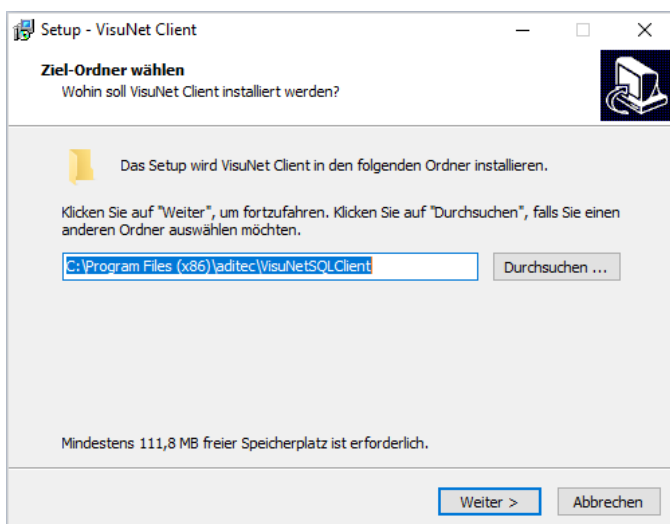 Setup - VisuNet Client
Ziel-Ordner wählen
Wohin soll VisuNet Client installiert werden?
Das Setup wird VisuNet Client in den folgenden Ordner installieren.
Klicken Sie auf "Weiter", um fortzufahren. Klicken Sie auf "Durchsuchen", falls Sie einen
anderen Ordner auswählen möchten.
C:\Program Files (x86)\aditec\VisuNetSQLClient
Durchsuchen ...
Mindestens 111,8 MB freier Speicherplatz ist erforderlich.
Weiter >
Abbrechen